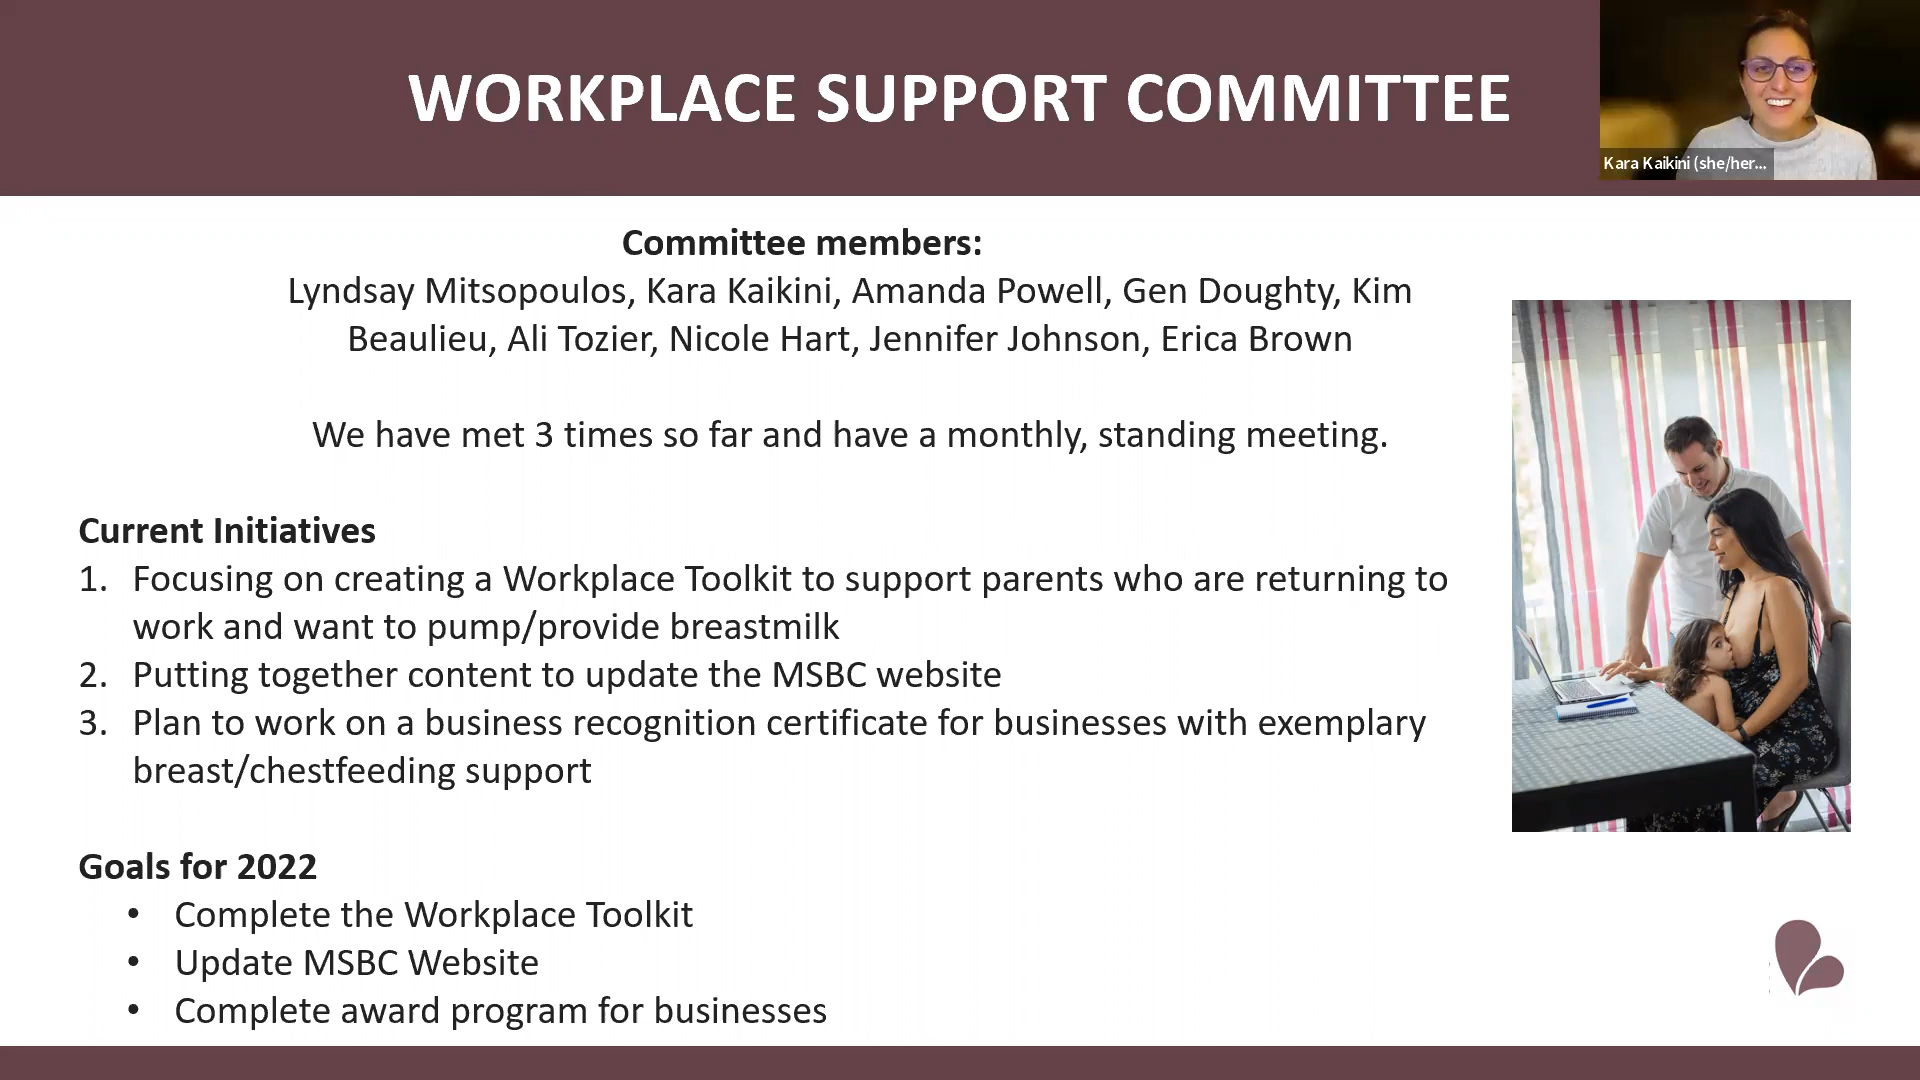 WORKPLACE SUPPORT COMMITTEE
Kara Kaikini (she/her...
Committee members:
Lyndsay Mitsopoulos, Kara Kaikini, Amanda Powell, Gen Doughty, Kim
Beaulieu, Ali Tozier, Nicole Hart, Jennifer Johnson, Erica Brown
We have met 3 times so far and have a monthly, standing meeting.
Current Initiatives
1. Focusing on creating a Workplace Toolkit to support parents who are returning to
work and want to pump/provide breastmilk
2. Putting together content to update the MSBC website
3. Plan to work on a business recognition certificate for businesses with exemplary
breast/chestfeeding support
Goals for 2022
• Complete the Workplace Toolkit
• Update MSBC Website
• Complete award program for businesses